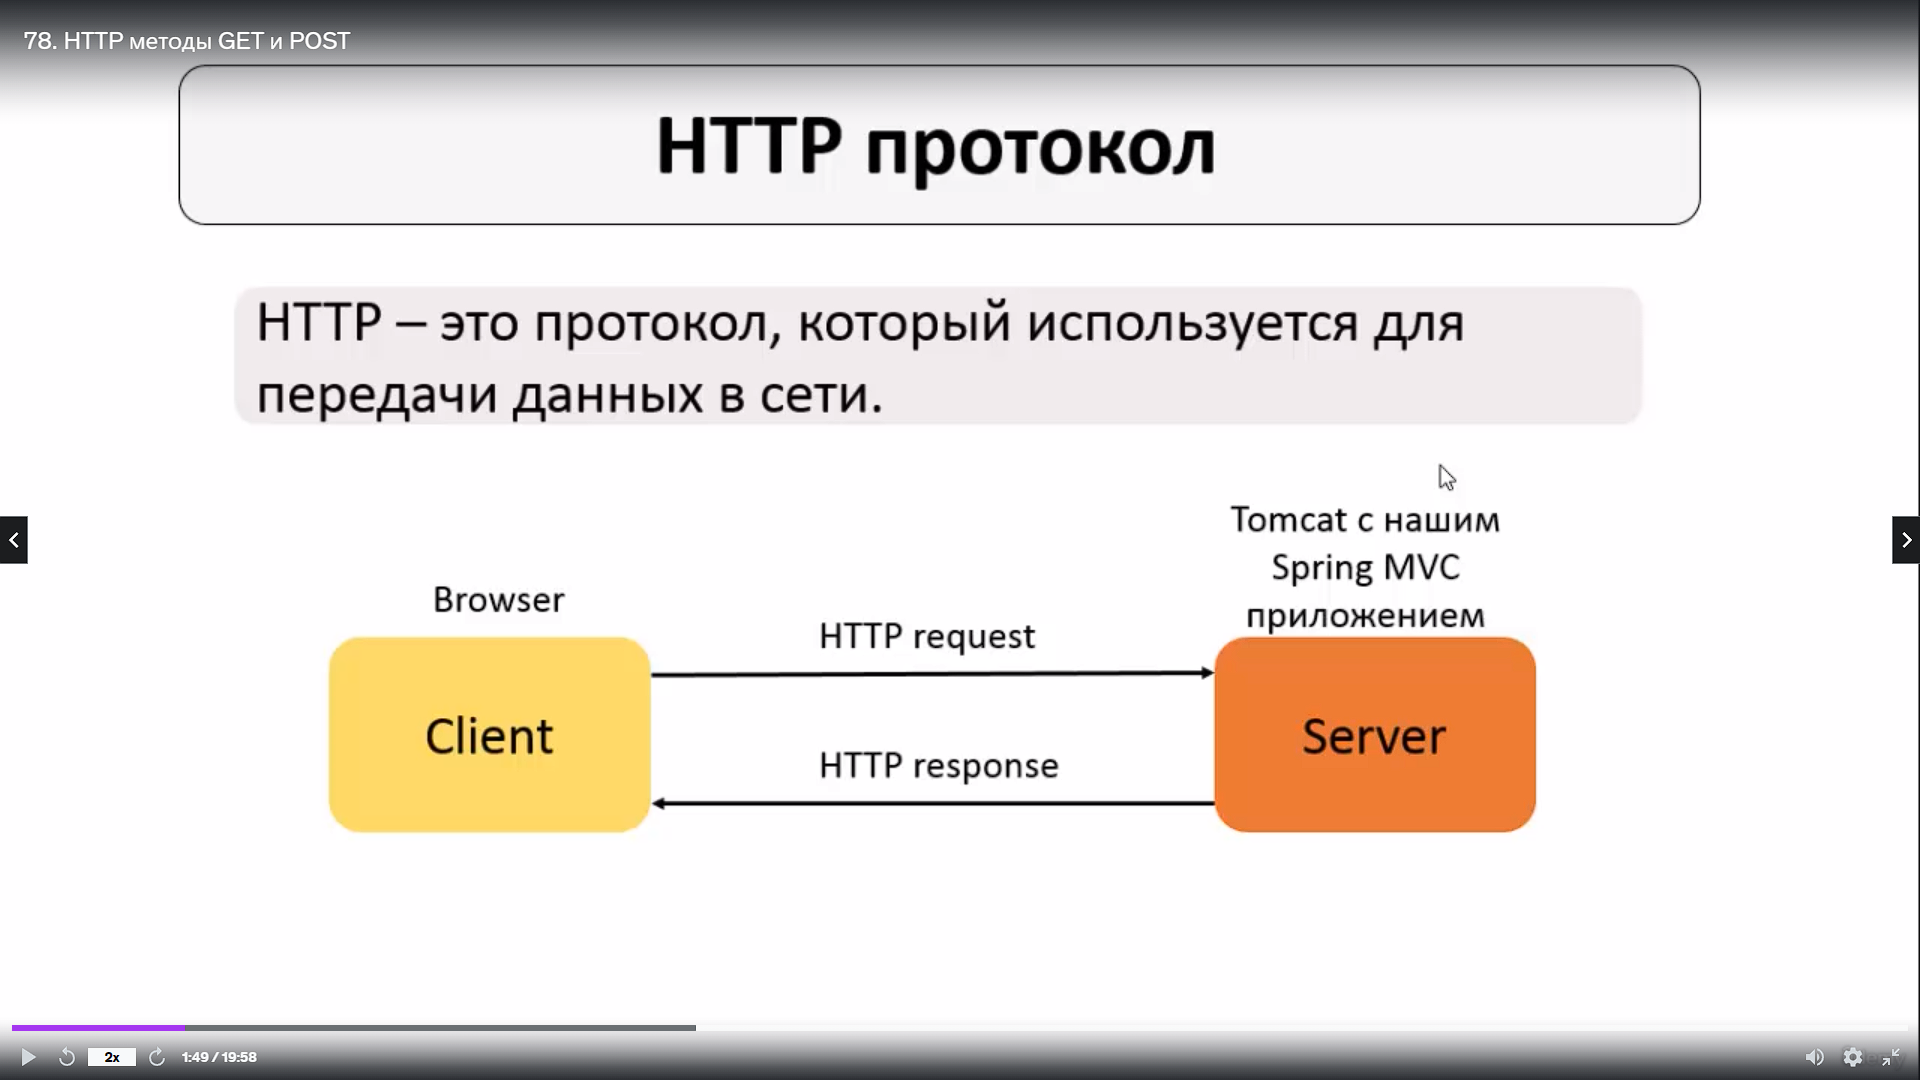 78. HTTP методы GET и POST
HTTP протокол
HTTP – это протокол, который используется для
передачи данных в сети.
Browser
Tomcat с нашим
Spring MVC
приложением
HTTP request
Client
Server
HTTP response
2x
1:49 / 19:58